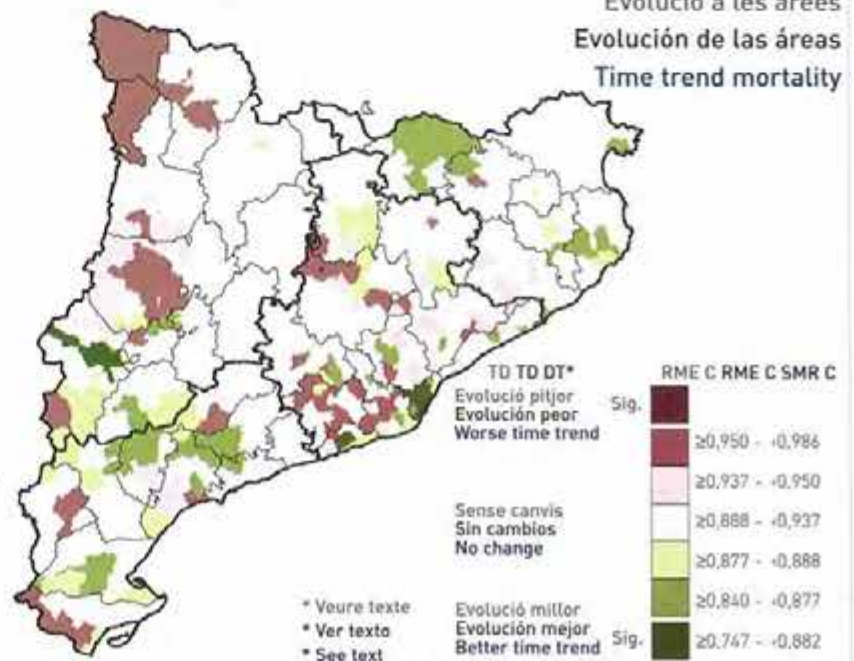 Evolució a les àrees
Evolución de las áreas
Time trend mortality
TD TD DT*
RME C RME C SMR C
Evolució pitjor
Evolución peor
Worse time trend
Sig.
≥0,950 - <0,986
≥0,937 - <0,950
Sense canvis
Sin cambios
No change
≥0,888 - <0,937
≥0,877 - <0,888
≥0,840 - <0,877
Evolució millor
Evolución mejor
Better time trend
Sig.
≥0,747 - <0,882
* Veure texte
* Ver texto
* See text